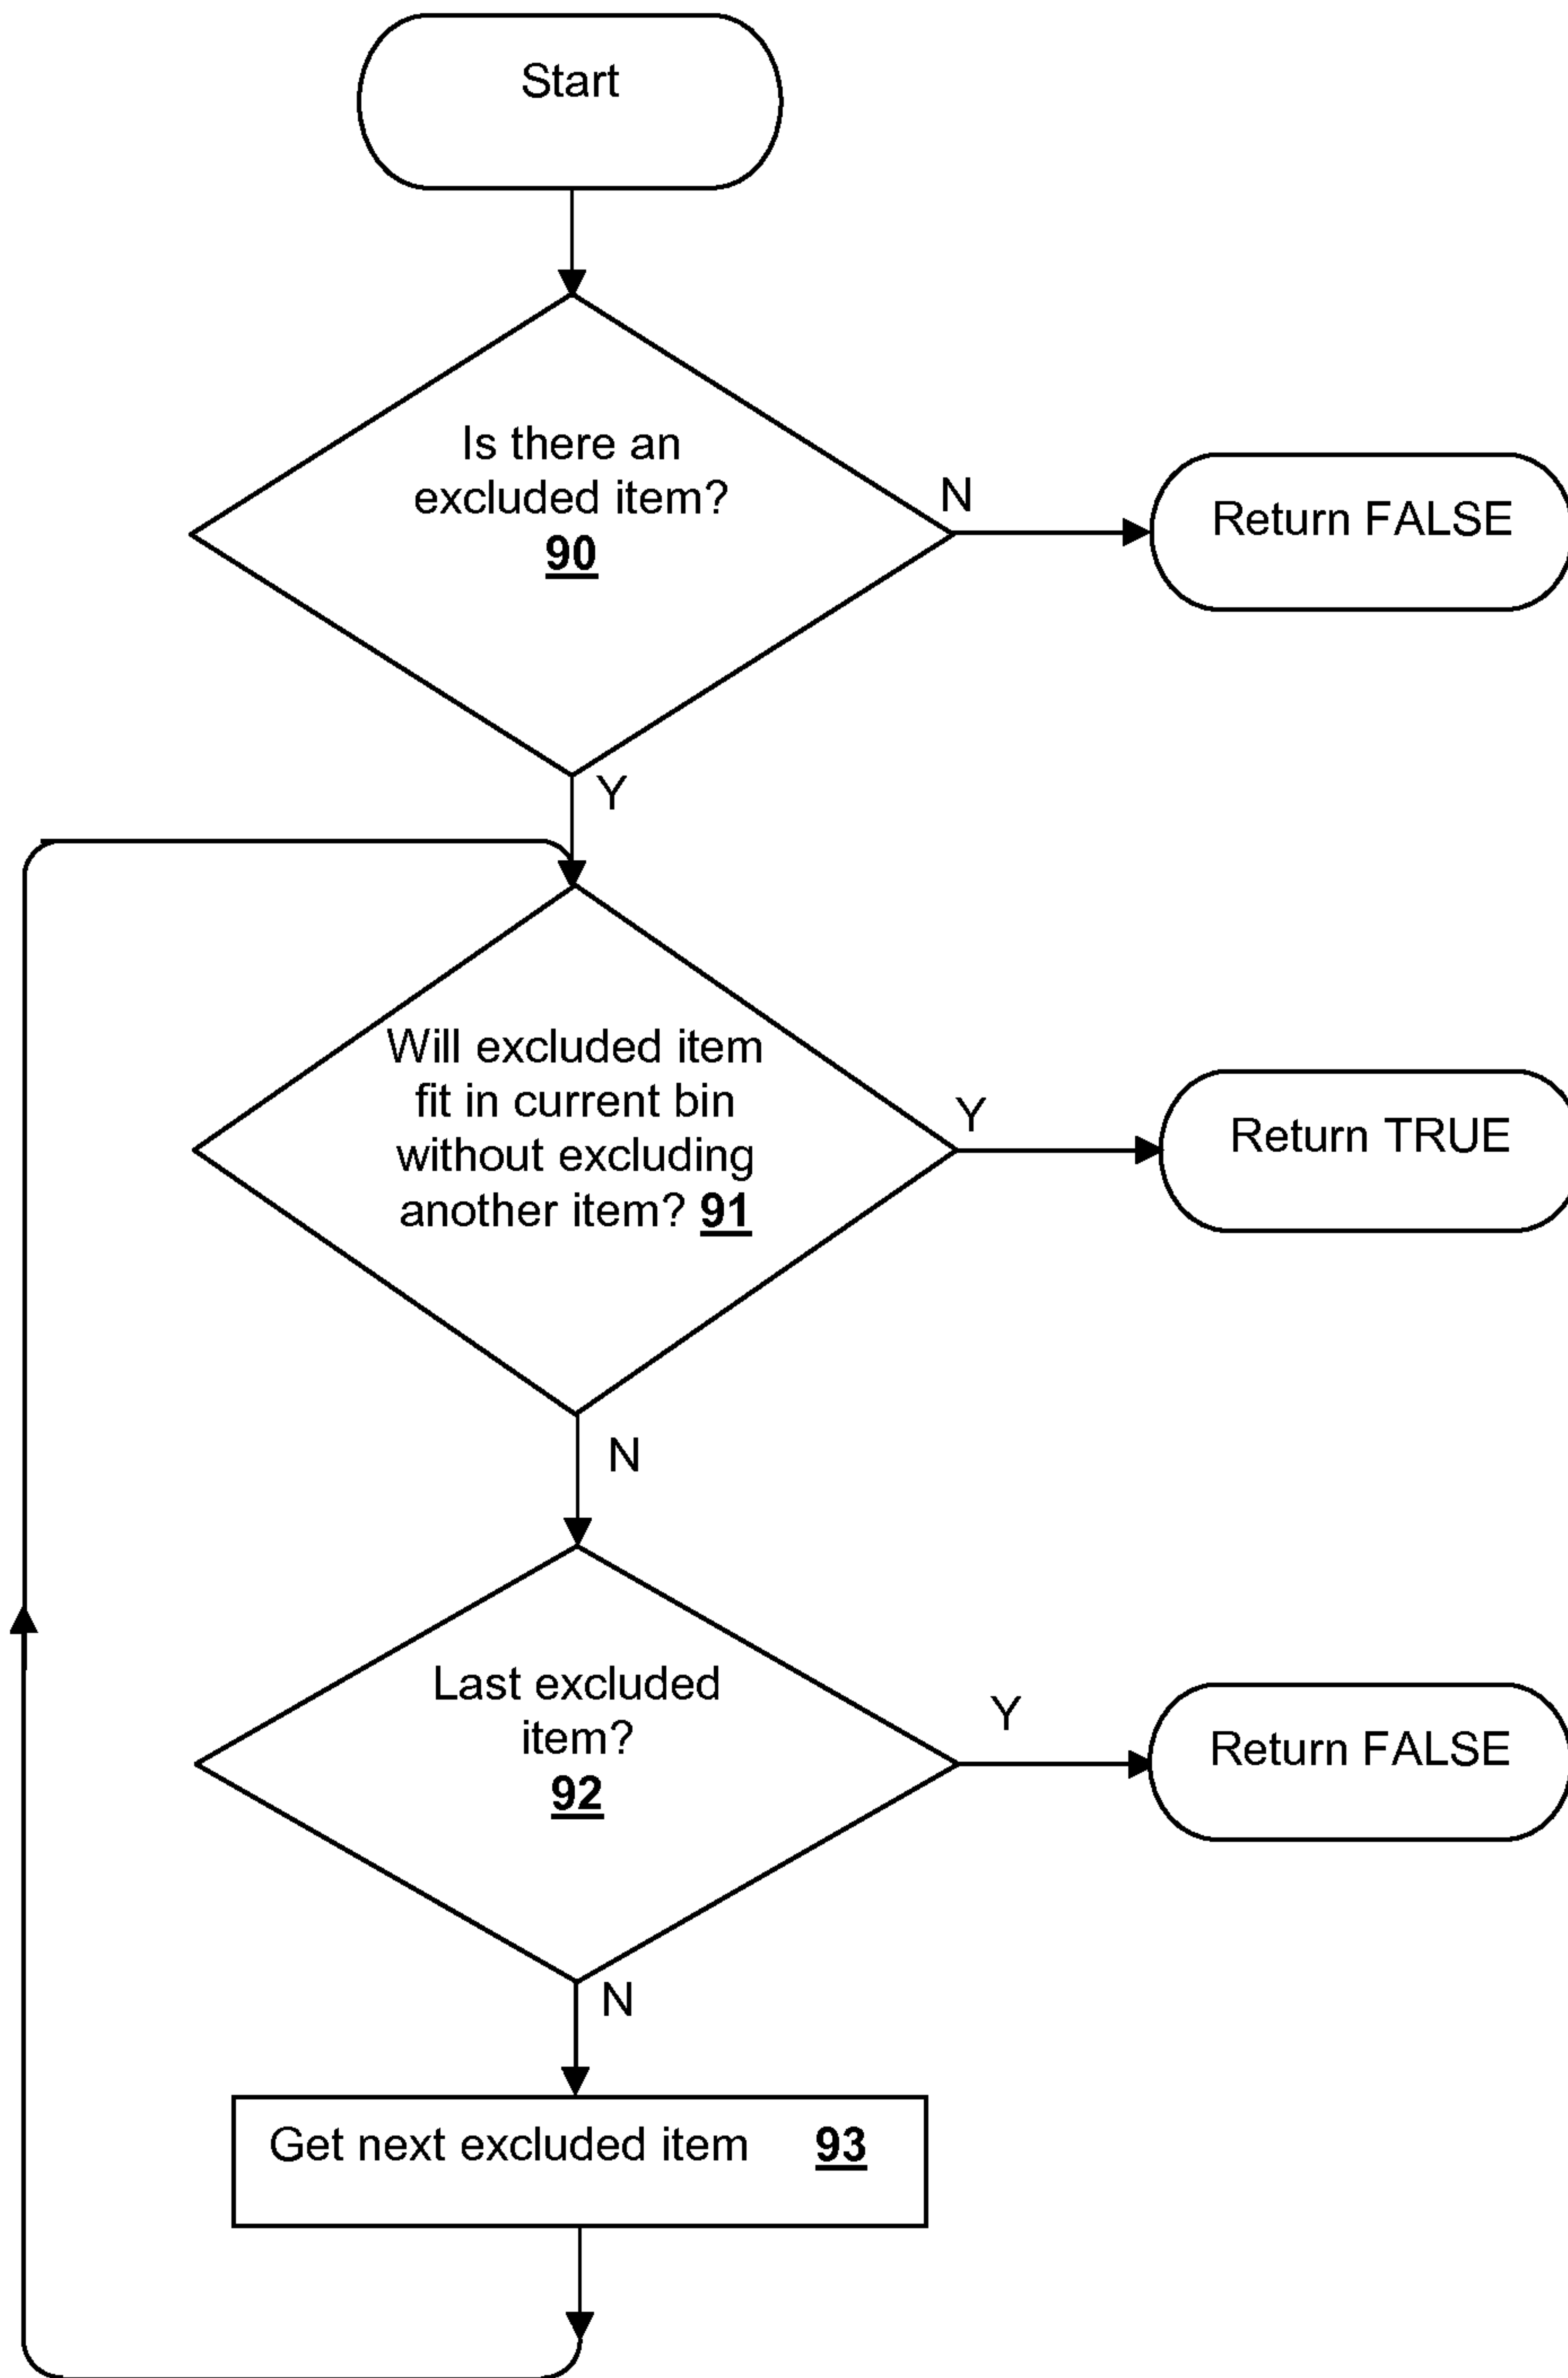 Start
Is there an
excluded item?
90
N
Return FALSE
Y
Will excluded item
fit in current bin
without excluding
another item? 91
Y
Return TRUE
N
Last excluded
item?
92
Y
Return FALSE
N
Get next excluded item 93